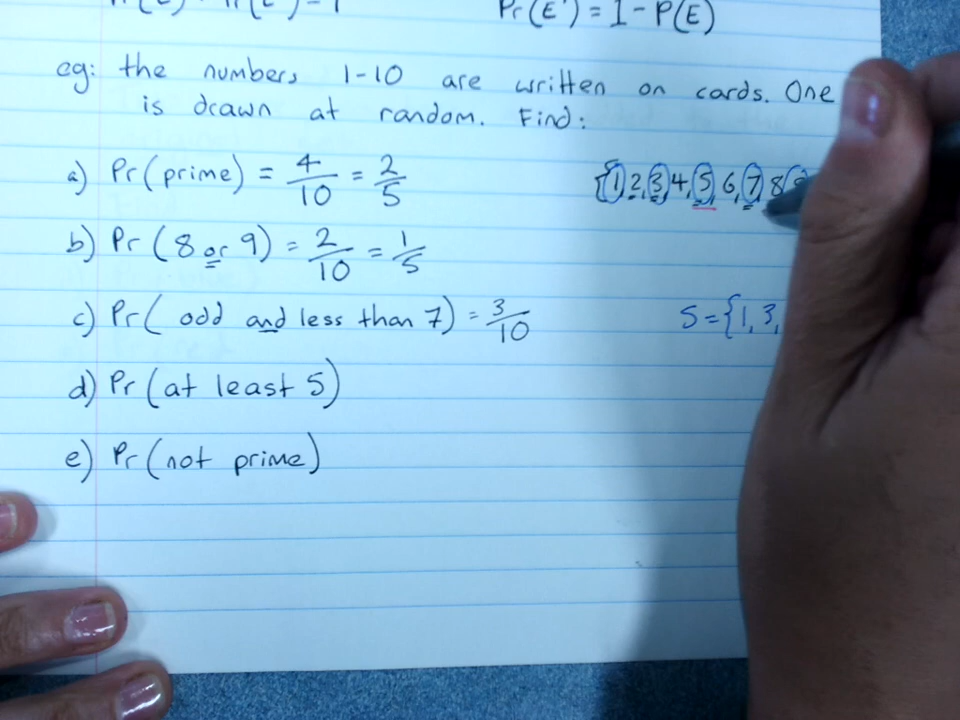 Pr(E') = 1 - P(E)
eg: the numbers 1-10 are written on cards. One
is drawn at random. Find:
a) Pr(prime) = 4/10 = 2/5 {1, 2, 3, 4, 5, 6, 7, 8
b) Pr(8 or 9) = 2/10 = 1/5
c) Pr( odd and less than 7) = 3/10 S={1, 3,
d) Pr(at least 5)
e) Pr(not prime)